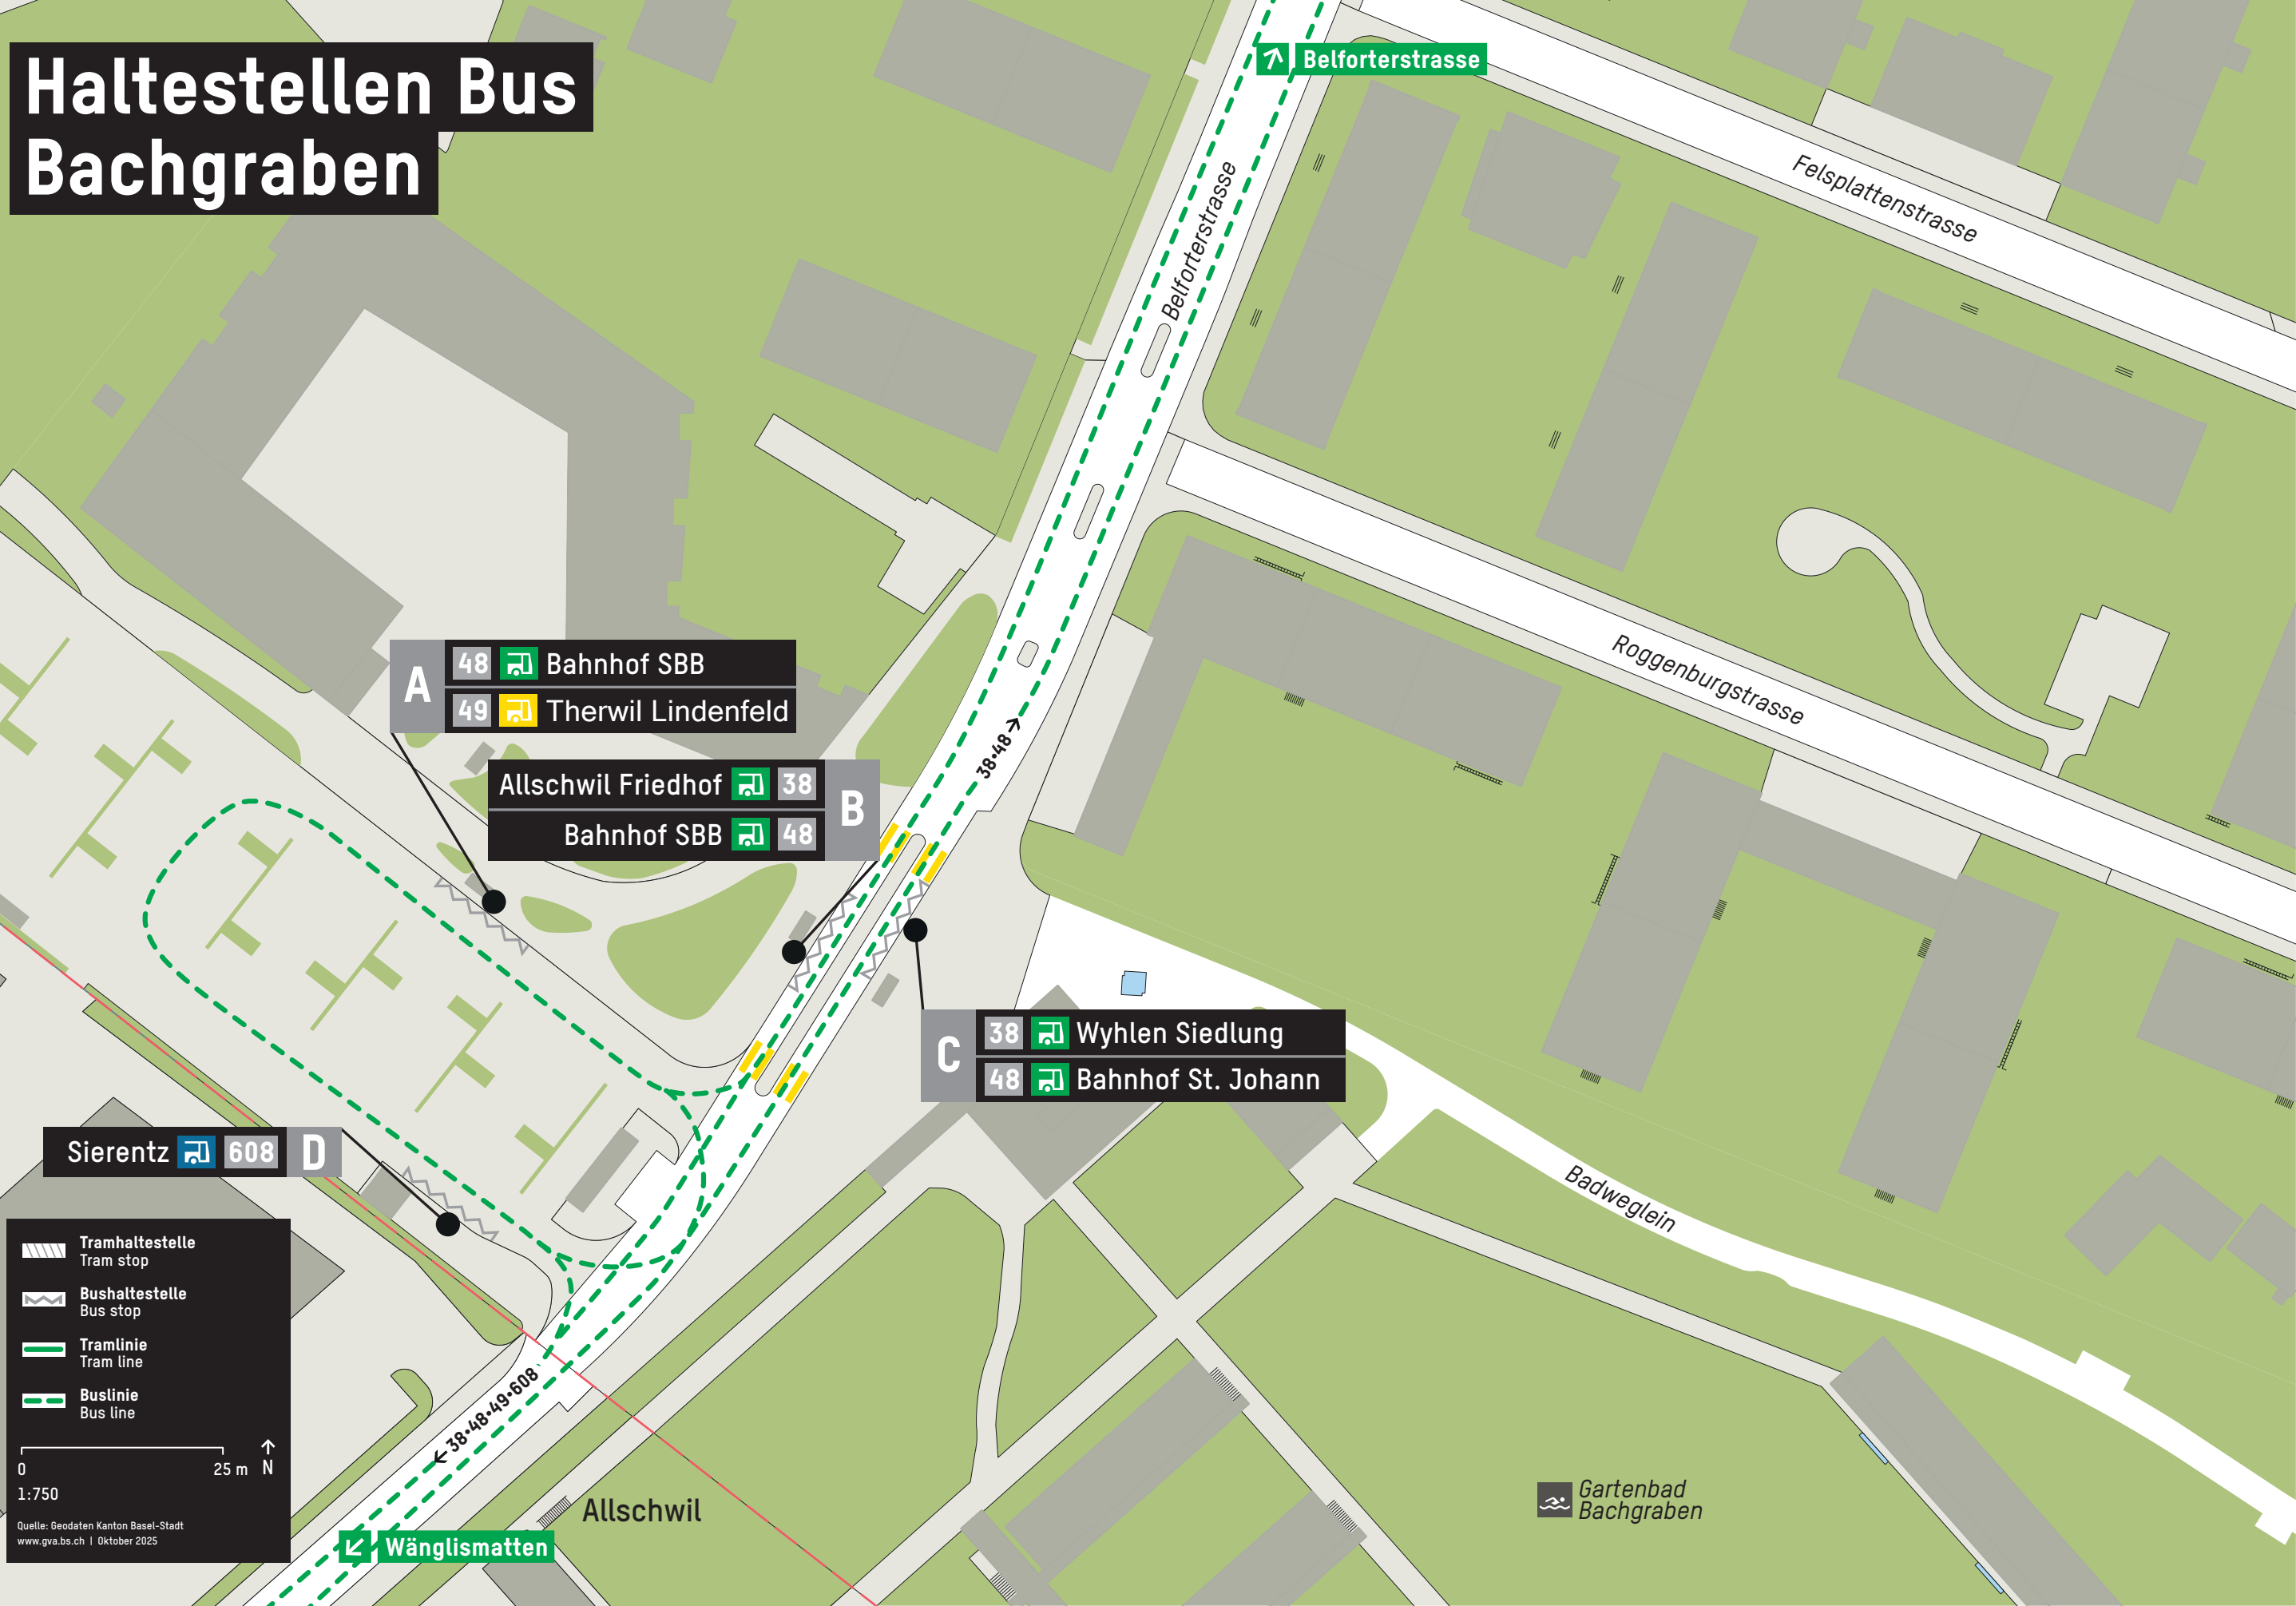 Haltestellen Bus
Bachgraben
Belforterstrasse
Felsplattenstrasse
Belforterstrasse
Roggenburgstrasse
A
48 Bahnhof SBB
49 Therwil Lindenfeld
38•48
Allschwil Friedhof 38
Bahnhof SBB 48
B
C
38 Wyhlen Siedlung
48 Bahnhof St. Johann
Sierentz 608 D
Badweglein
Tramhaltestelle
Tram stop
Bushaltestelle
Bus stop
Tramlinie
Tram line
Buslinie
Bus line
0 25 m N
1:750
Quelle: Geodaten Kanton Basel-Stadt
www.gva.bs.ch | Oktober 2025
38•48•49•608
Allschwil
Wänglismatten
Gartenbad
Bachgraben